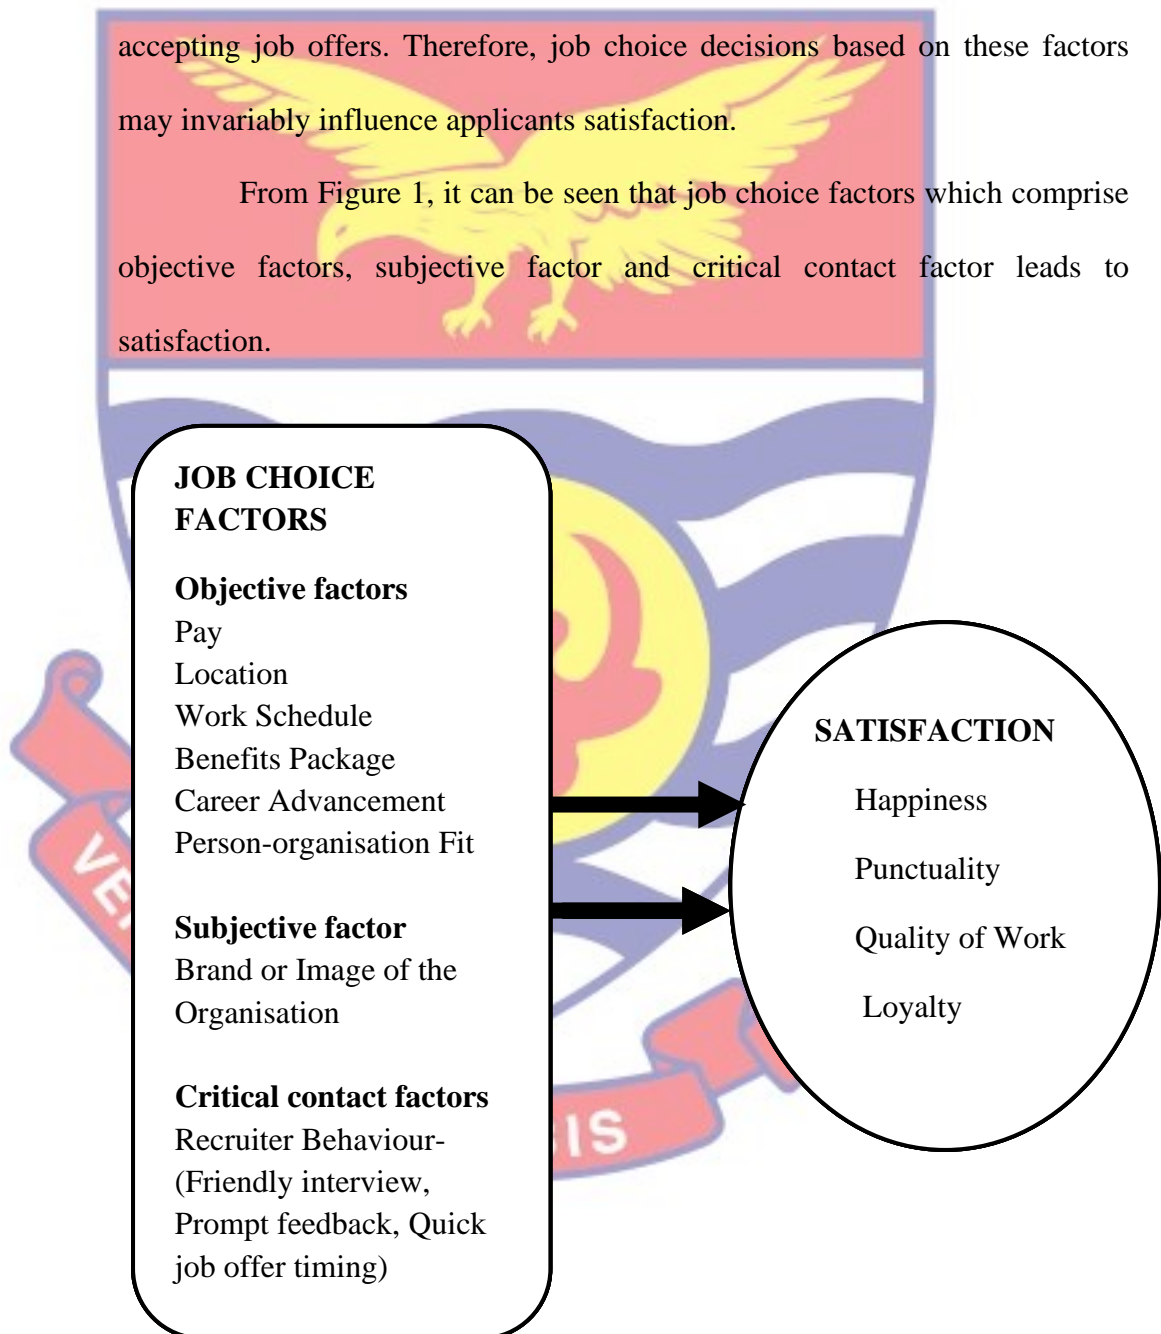 accepting job offers. Therefore, job choice decisions based on these factors
may invariably influence applicants satisfaction.
From Figure 1, it can be seen that job choice factors which comprise
objective factors, subjective factor and critical contact factor leads to
satisfaction.
JOB CHOICE
FACTORS
Objective factors
Pay
Location
Work Schedule
Benefits Package
Career Advancement
Person-organisation Fit
Subjective factor
Brand or Image of the
Organisation
Critical contact factors
Recruiter Behaviour-
(Friendly interview,
Prompt feedback, Quick
job offer timing)
SATISFACTION
Happiness
Punctuality
Quality of Work
Loyalty